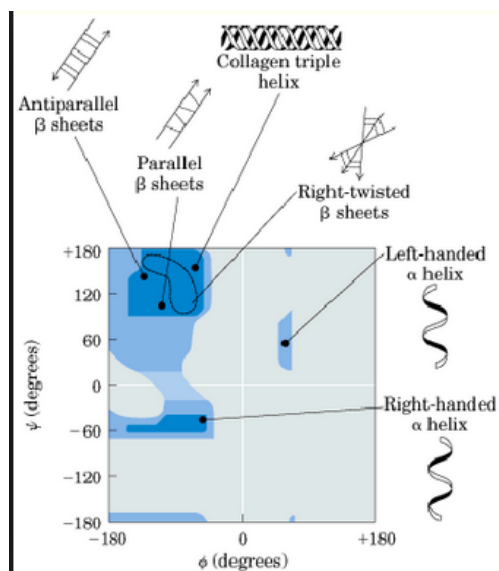 Collagen triple
helix
Antiparallel
β sheets
Parallel
β sheets
Right-twisted
β sheets
Left-handed
α helix
Right-handed
α helix
+180
120
60
0
−60
−120
−180
ψ (degrees)
−180
0
+180
ϕ (degrees)